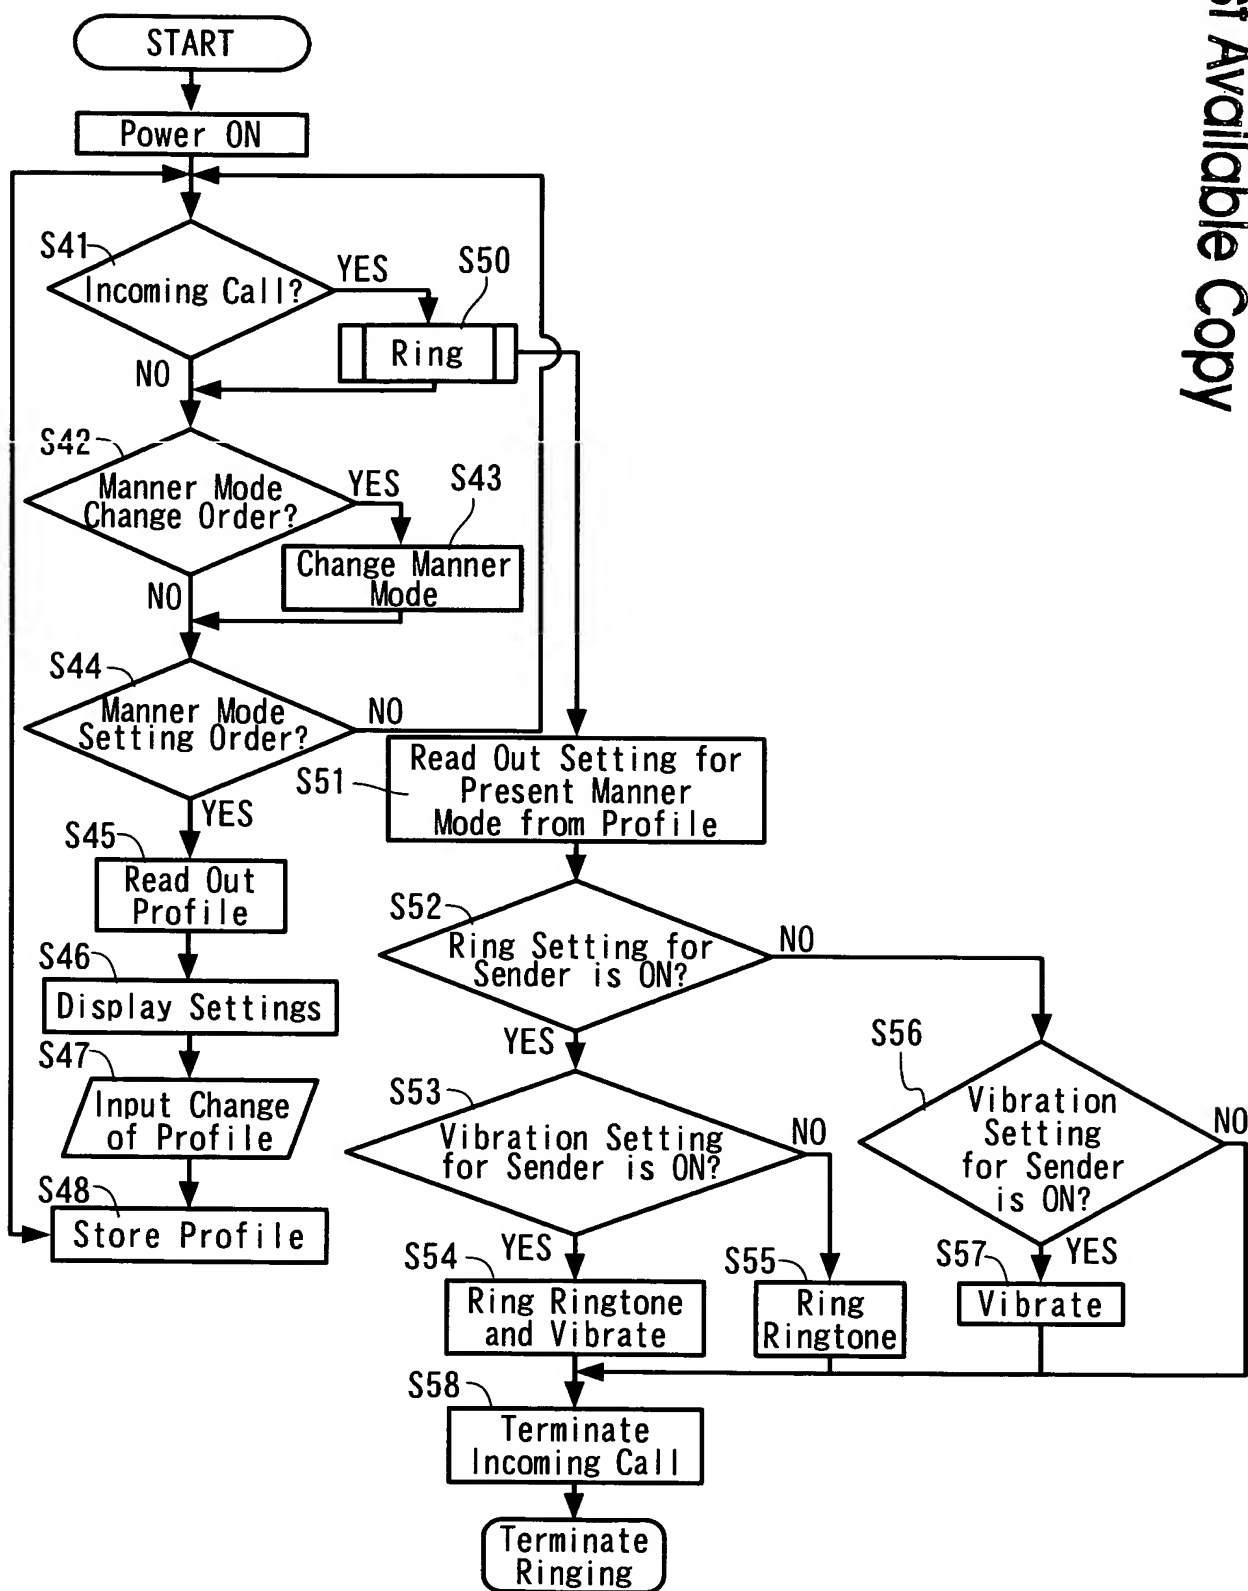 START
Power ON
S41
Incoming Call?
YES
S50
Ring
NO
S42
Manner Mode
Change Order?
YES
S43
Change Manner
Mode
NO
S44
Manner Mode
Setting Order?
NO
YES
S45
Read Out
Profile
S46
Display Settings
S47
Input Change
of Profile
S48
Store Profile
S51
Read Out Setting for
Present Manner
Mode from Profile
S52
Ring Setting for
Sender is ON?
NO
YES
S53
Vibration Setting
for Sender is ON?
NO
YES
S56
Vibration
Setting
for Sender
is ON?
NO
YES
S54
Ring Ringtone
and Vibrate
S55
Ring
Ringtone
S57
Vibrate
S58
Terminate
Incoming Call
Terminate
Ringing
Available Copy